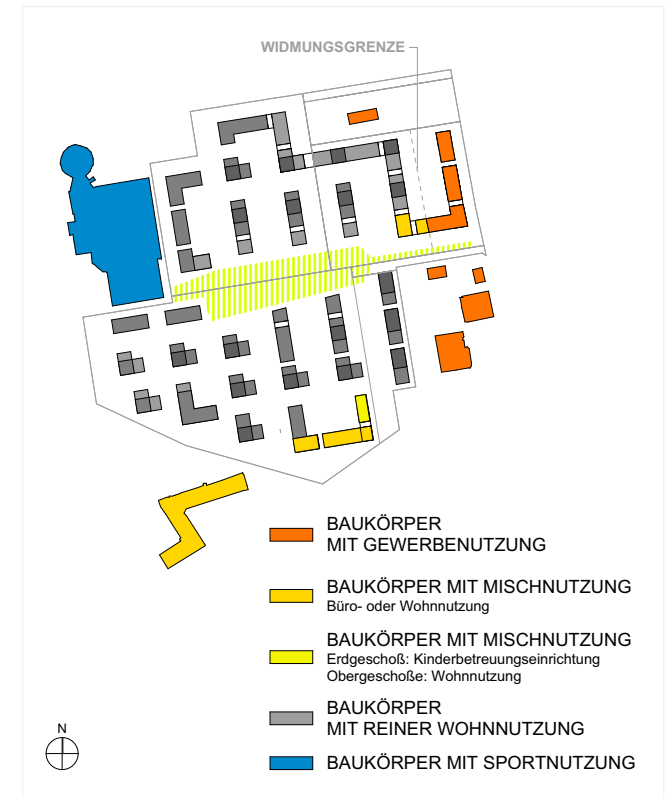 WIDMUNGSGRENZE
BAUKÖRPER
MIT GEWERBENUTZUNG
BAUKÖRPER MIT MISCHNUTZUNG
Büro- oder Wohnnutzung
BAUKÖRPER MIT MISCHNUTZUNG
Erdgeschoß: Kinderbetreuungseinrichtung
Obergeschoße: Wohnnutzung
BAUKÖRPER
MIT REINER WOHNNUTZUNG
N
BAUKÖRPER MIT SPORTNUTZUNG